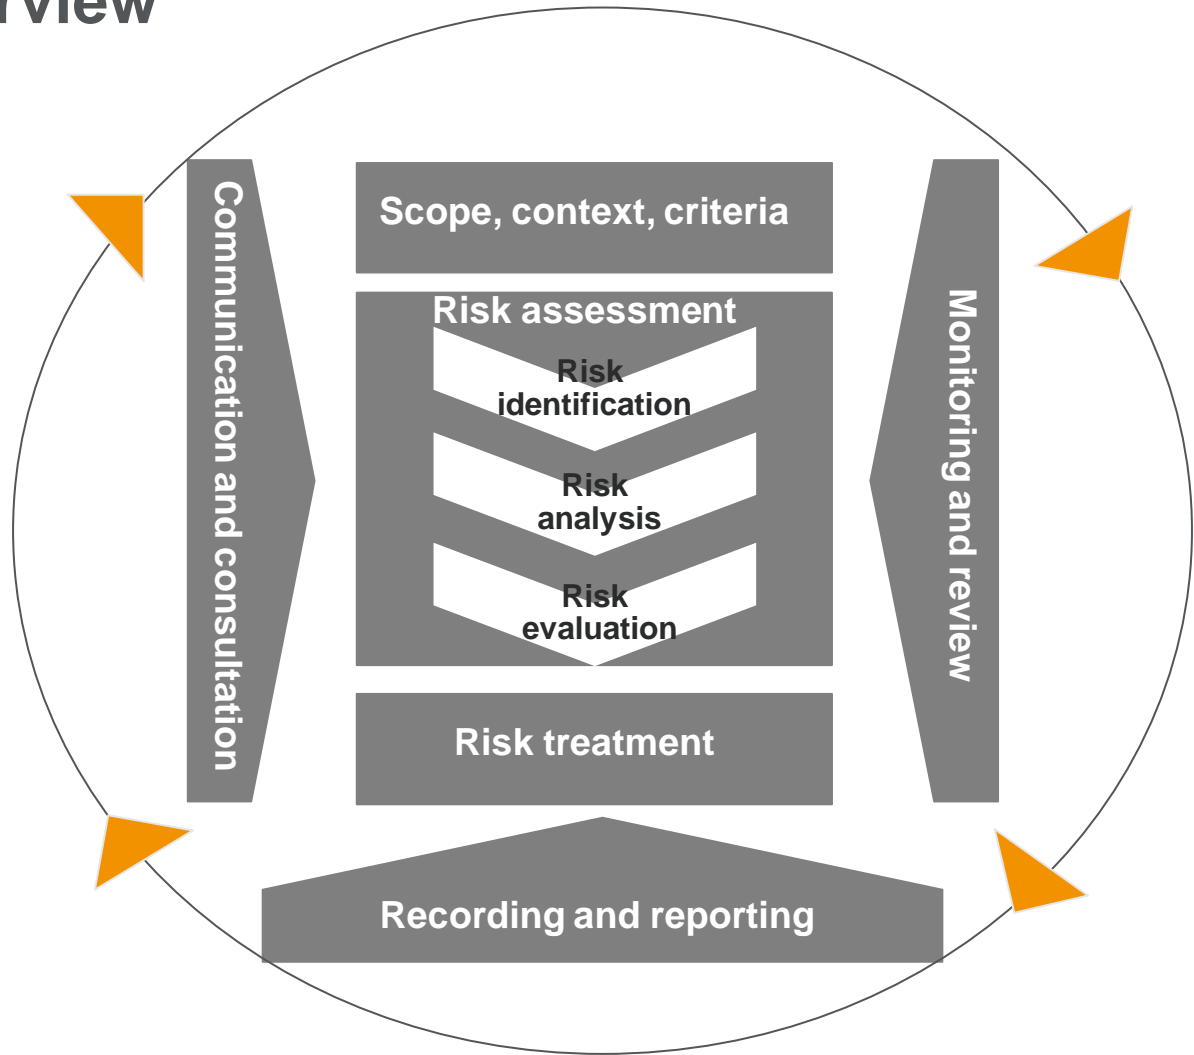 Scope, context, criteria
Risk assessment
Risk
identification
Risk
analysis
Risk
evaluation
Risk treatment
Recording and reporting
Communication and consultation
Monitoring and review